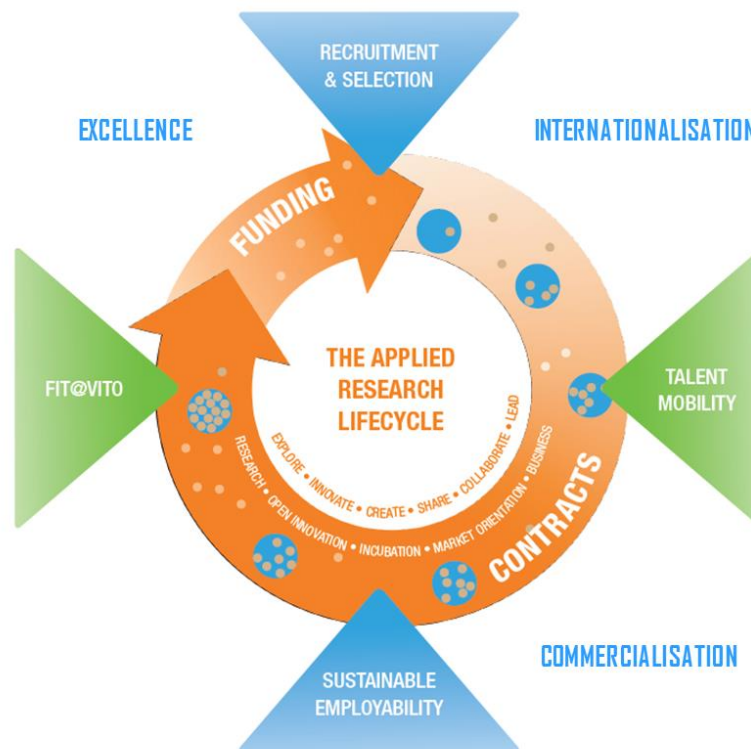 RECRUITMENT
& SELECTION
EXCELLENCE
INTERNATIONALISATION
FUNDING
THE APPLIED
RESEARCH
LIFECYCLE
FIT@VITO
TALENT
MOBILITY
EXPLORE • INNOVATE • CREATE • SHARE • COLLABORATE • LEAD
RESEARCH • OPEN INNOVATION • INCUBATION • MARKET ORIENTATION • BUSINESS
CONTRACTS
COMMERCIALISATION
SUSTAINABLE
EMPLOYABILITY